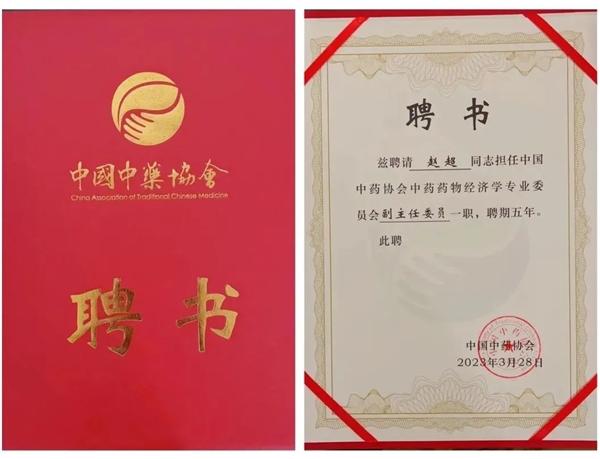 中國中藥協會
China Association of Traditional Chinese Medicine
聘书
聘书
兹聘请 赵超 同志担任中国
中药协会中药药物经济学专业委
员会副主任委员一职，聘期五年。
此聘
中国中药协会
2023年3月28日